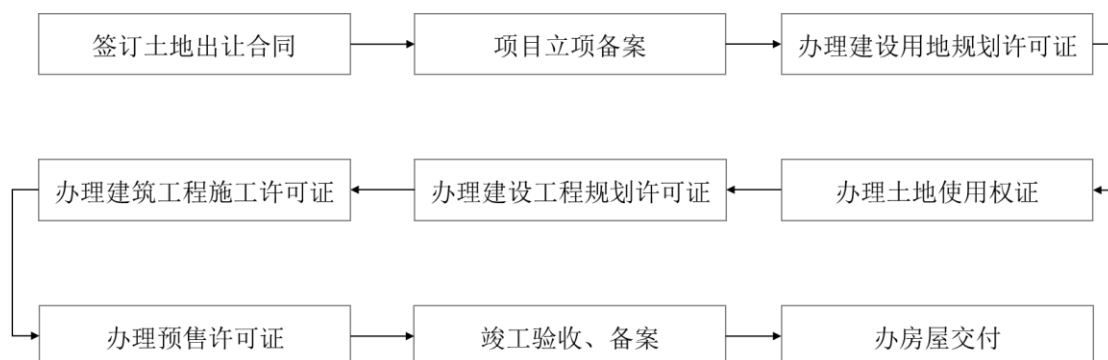 签订土地出让合同
项目立项备案
办理建设用地规划许可证
办理土地使用权证
办理建设工程规划许可证
办理建筑工程施工许可证
办理预售许可证
竣工验收、备案
办房屋交付